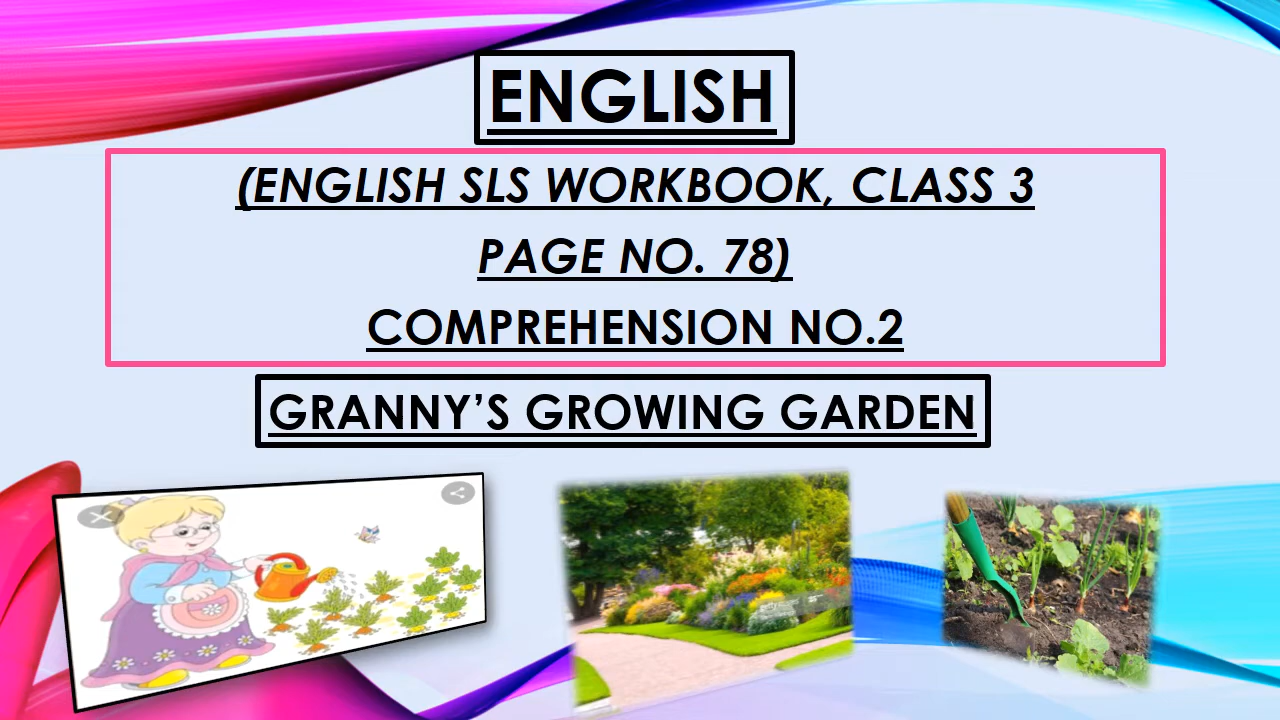 ENGLISH
(ENGLISH SLS WORKBOOK, CLASS 3
PAGE NO. 78)
COMPREHENSION NO.2
GRANNY’S GROWING GARDEN